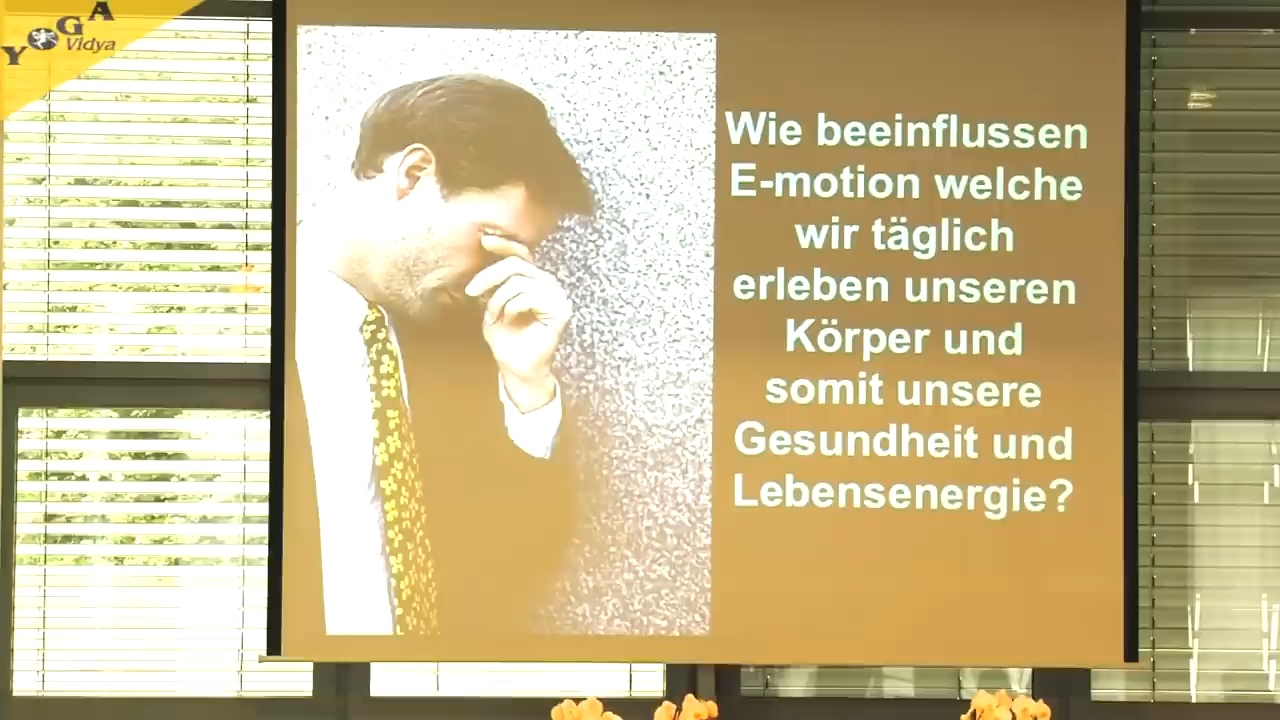 YOGA
Vidya
Wie beeinflussen
E-motion welche
wir täglich
erleben unseren
Körper und
somit unsere
Gesundheit und
Lebensenergie?